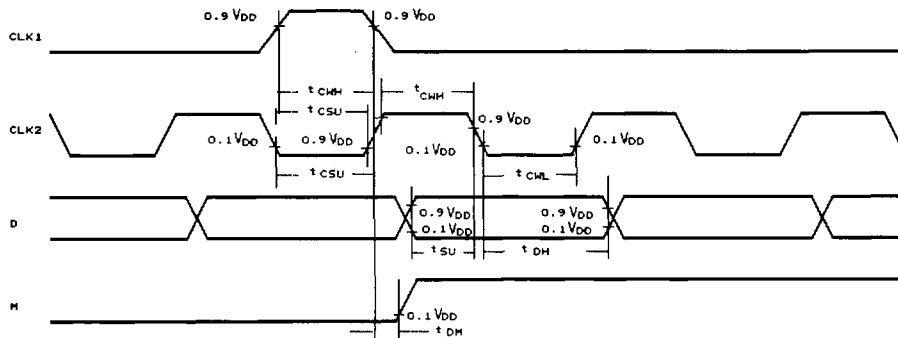 0.9 VDD 0.9 VDD
CLK1
tCWH tCWH
tCSU
CLK2 0.9 VDD
0.1 VDD 0.9 VDD 0.1 VDD 0.1 VDD
tCSU tCWL
D 0.9 VDD 0.9 VDD
0.1 VDD 0.1 VDD
tSU tDH
M
0.1 VDD
tDM